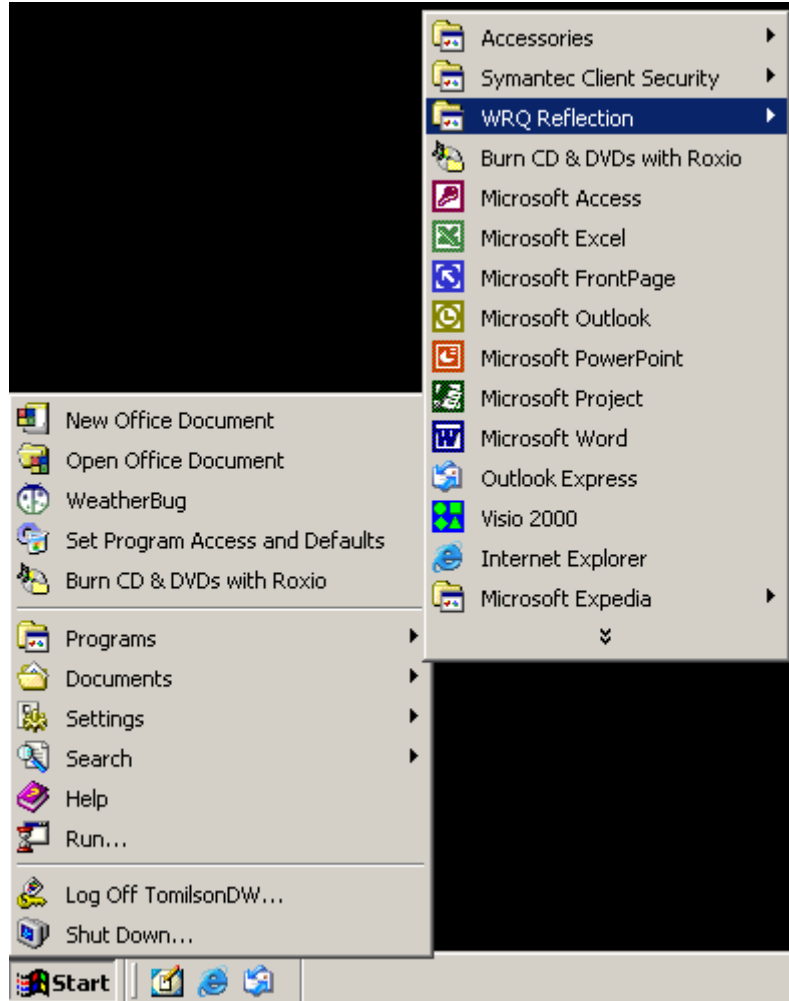 Accessories
Symantec Client Security
WRQ Reflection
Burn CD & DVDs with Roxio
Microsoft Access
Microsoft Excel
Microsoft FrontPage
Microsoft Outlook
Microsoft PowerPoint
Microsoft Project
Microsoft Word
Outlook Express
Visio 2000
Internet Explorer
Microsoft Expedia
New Office Document
Open Office Document
WeatherBug
Set Program Access and Defaults
Burn CD & DVDs with Roxio
Programs
Documents
Settings
Search
Help
Run...
Log Off TomilsonDW...
Shut Down...
Start